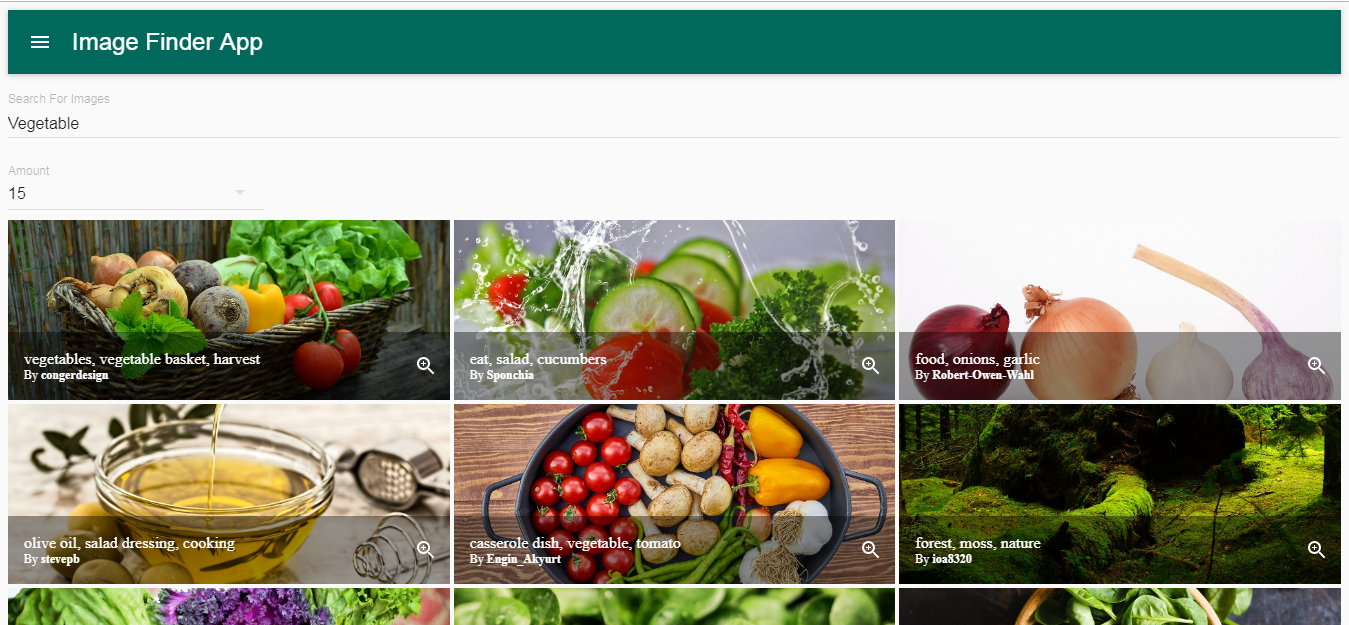 Image Finder App
Search For Images
Vegetable
Amount
15
vegetables, vegetable basket, harvest
By congerdesign
eat, salad, cucumbers
By Sponchia
food, onions, garlic
By Robert-Owen-Wahl
olive oil, salad dressing, cooking
By stevepb
casserole dish, vegetable, tomato
By Engin_Akyurt
forest, moss, nature
By ioa8320